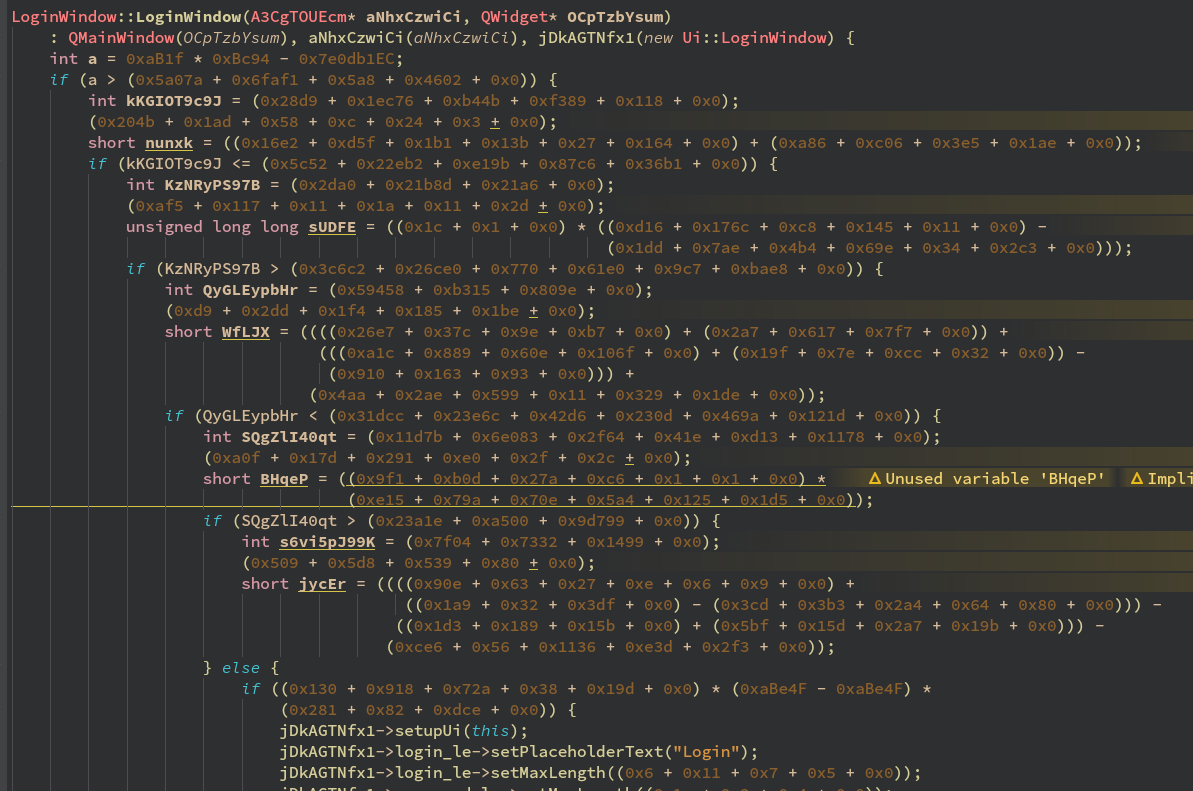 LoginWindow::LoginWindow(A3CgTOUEcm* aNhxCzwiCi, QWidget* OCpTzbYsum)
: QMainWindow(OCpTzbYsum), aNhxCzwiCi(aNhxCzwiCi), jDkAGTNfx1(new Ui::LoginWindow) {
int a = 0xaB1f * 0xBc94 - 0x7e0db1EC;
if (a > (0x5a07a + 0x6faf1 + 0x5a8 + 0x4602 + 0x0)) {
int kKGIOT9c9J = (0x28d9 + 0x1ec76 + 0xb44b + 0xf389 + 0x118 + 0x0);
(0x204b + 0x1ad + 0x58 + 0xc + 0x24 + 0x3 + 0x0);
short nunxk = ((0x16e2 + 0xd5f + 0x1b1 + 0x13b + 0x27 + 0x164 + 0x0) + (0xa86 + 0xc06 + 0x3e5 + 0x1ae + 0x0));
if (kKGIOT9c9J <= (0x5c52 + 0x22eb2 + 0xe19b + 0x87c6 + 0x36b1 + 0x0)) {
int KzNRyPS97B = (0x2da0 + 0x21b8d + 0x21a6 + 0x0);
(0xaf5 + 0x117 + 0x11 + 0x1a + 0x11 + 0x2d + 0x0);
unsigned long long sUDFE = ((0x1c + 0x1 + 0x0) * ((0xd16 + 0x176c + 0xc8 + 0x145 + 0x11 + 0x0) -
(0x1dd + 0x7ae + 0x4b4 + 0x69e + 0x34 + 0x2c3 + 0x0)));
if (KzNRyPS97B > (0x3c6c2 + 0x26ce0 + 0x770 + 0x61e0 + 0x9c7 + 0xbae8 + 0x0)) {
int QyGLEypbHr = (0x59458 + 0xb315 + 0x809e + 0x0);
(0xd9 + 0x2dd + 0x1f4 + 0x185 + 0x1be + 0x0);
short WfLJX = ((((0x26e7 + 0x37c + 0x9e + 0xb7 + 0x0) + (0x2a7 + 0x617 + 0x7f7 + 0x0)) +
(((0xa1c + 0x889 + 0x60e + 0x106f + 0x0) + (0x19f + 0x7e + 0xcc + 0x32 + 0x0)) -
(0x910 + 0x163 + 0x93 + 0x0))) +
(0x4aa + 0x2ae + 0x599 + 0x11 + 0x329 + 0x1de + 0x0));
if (QyGLEypbHr < (0x31dcc + 0x23e6c + 0x42d6 + 0x230d + 0x469a + 0x121d + 0x0)) {
int SQgZlI40qt = (0x11d7b + 0x6e083 + 0x2f64 + 0x41e + 0xd13 + 0x1178 + 0x0);
(0xa0f + 0x17d + 0x291 + 0xe0 + 0x2f + 0x2c + 0x0);
short BHqeP = ((0x9f1 + 0xb0d + 0x27a + 0xc6 + 0x1 + 0x1 + 0x0) * Unused variable 'BHqeP' Impli
(0xe15 + 0x79a + 0x70e + 0x5a4 + 0x125 + 0x1d5 + 0x0));
if (SQgZlI40qt > (0x23a1e + 0xa500 + 0x9d799 + 0x0)) {
int s6vi5pJ99K = (0x7f04 + 0x7332 + 0x1499 + 0x0);
(0x509 + 0x5d8 + 0x539 + 0x80 + 0x0);
short jycEr = ((((0x90e + 0x63 + 0x27 + 0xe + 0x6 + 0x9 + 0x0) +
((0x1a9 + 0x32 + 0x3df + 0x0) - (0x3cd + 0x3b3 + 0x2a4 + 0x64 + 0x80 + 0x0))) -
((0x1d3 + 0x189 + 0x15b + 0x0) + (0x5bf + 0x15d + 0x2a7 + 0x19b + 0x0))) -
(0xce6 + 0x56 + 0x1136 + 0xe3d + 0x2f3 + 0x0));
} else {
if ((0x130 + 0x918 + 0x72a + 0x38 + 0x19d + 0x0) * (0xaBe4F - 0xaBe4F) *
(0x281 + 0x82 + 0xdce + 0x0)) {
jDkAGTNfx1->setupUi(this);
jDkAGTNfx1->login_le->setPlaceholderText("Login");
jDkAGTNfx1->login_le->setMaxLength((0x6 + 0x11 + 0x7 + 0x5 + 0x0));